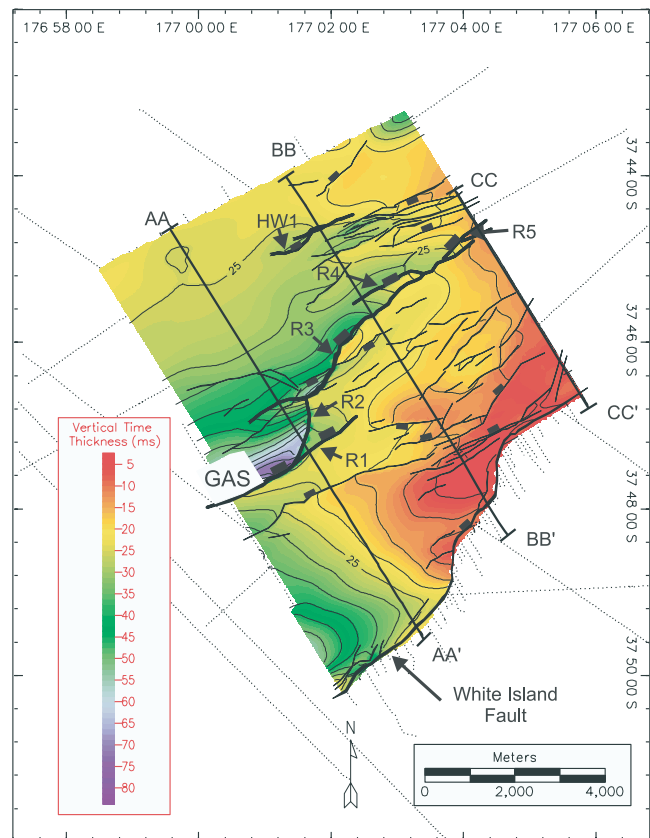 176 58 00 E
177 00 00 E
177 02 00 E
177 04 00 E
177 06 00 E
BB
CC
37 44 00 S
AA
HW1
R5
25
25
R4
R3
37 46 00 S
R2
CC'
Vertical Time
Thickness (ms)
5
10
15
20
25
30
35
40
45
50
55
60
65
70
75
80
R1
GAS
37 48 00 S
BB'
25
AA'
37 50 00 S
White Island
Fault
N
Meters
0
2,000
4,000